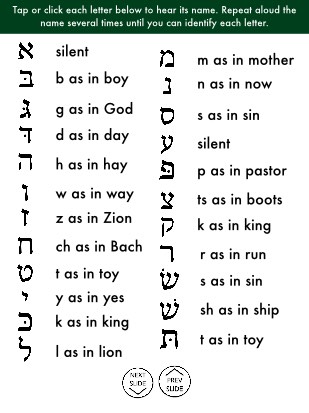 Tap or click each letter below to hear its name. Repeat aloud the
name several times until you can identify each letter.
א silent
בּ b as in boy
גּ g as in God
דּ d as in day
ה h as in hay
ו w as in way
ז z as in Zion
ח ch as in Bach
ט t as in toy
י y as in yes
כּ k as in king
ל l as in lion
מ m as in mother
נ n as in now
ס s as in sin
ע silent
פּ p as in pastor
צ ts as in boots
ק k as in king
ר r as in run
שׂ s as in sin
שׁ sh as in ship
תּ t as in toy
NEXT
SLIDE
PREV
SLIDE